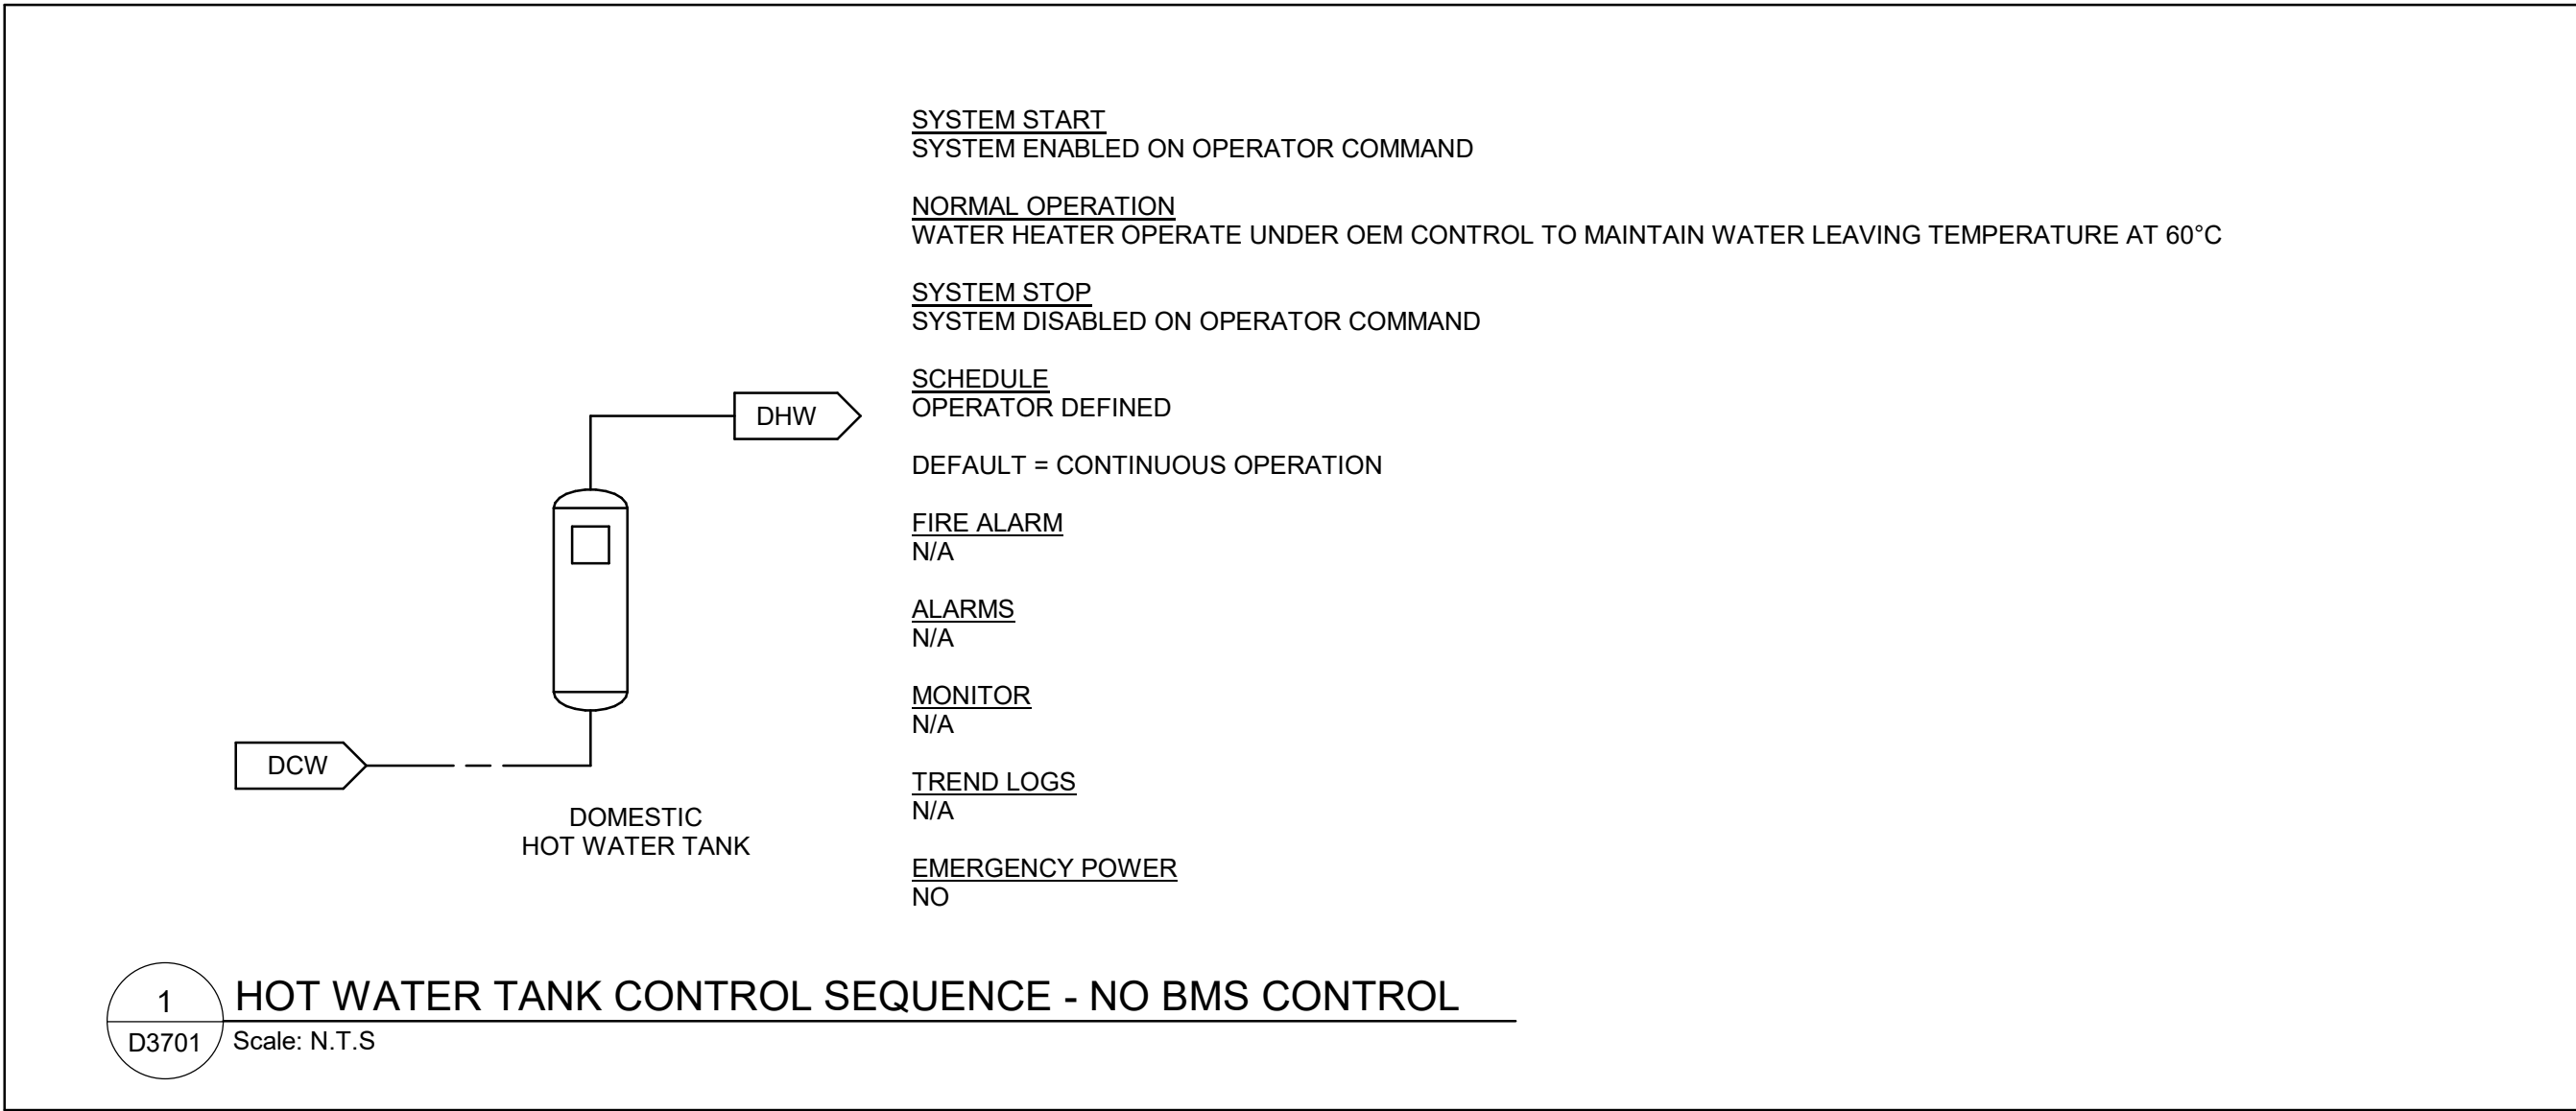 SYSTEM START
SYSTEM ENABLED ON OPERATOR COMMAND
NORMAL OPERATION
WATER HEATER OPERATE UNDER OEM CONTROL TO MAINTAIN WATER LEAVING TEMPERATURE AT 60°C
SYSTEM STOP
SYSTEM DISABLED ON OPERATOR COMMAND
SCHEDULE
OPERATOR DEFINED
DEFAULT = CONTINUOUS OPERATION
FIRE ALARM
N/A
ALARMS
N/A
MONITOR
N/A
TREND LOGS
N/A
EMERGENCY POWER
NO
DHW
DCW
DOMESTIC
HOT WATER TANK
1
D3701
HOT WATER TANK CONTROL SEQUENCE - NO BMS CONTROL
Scale: N.T.S